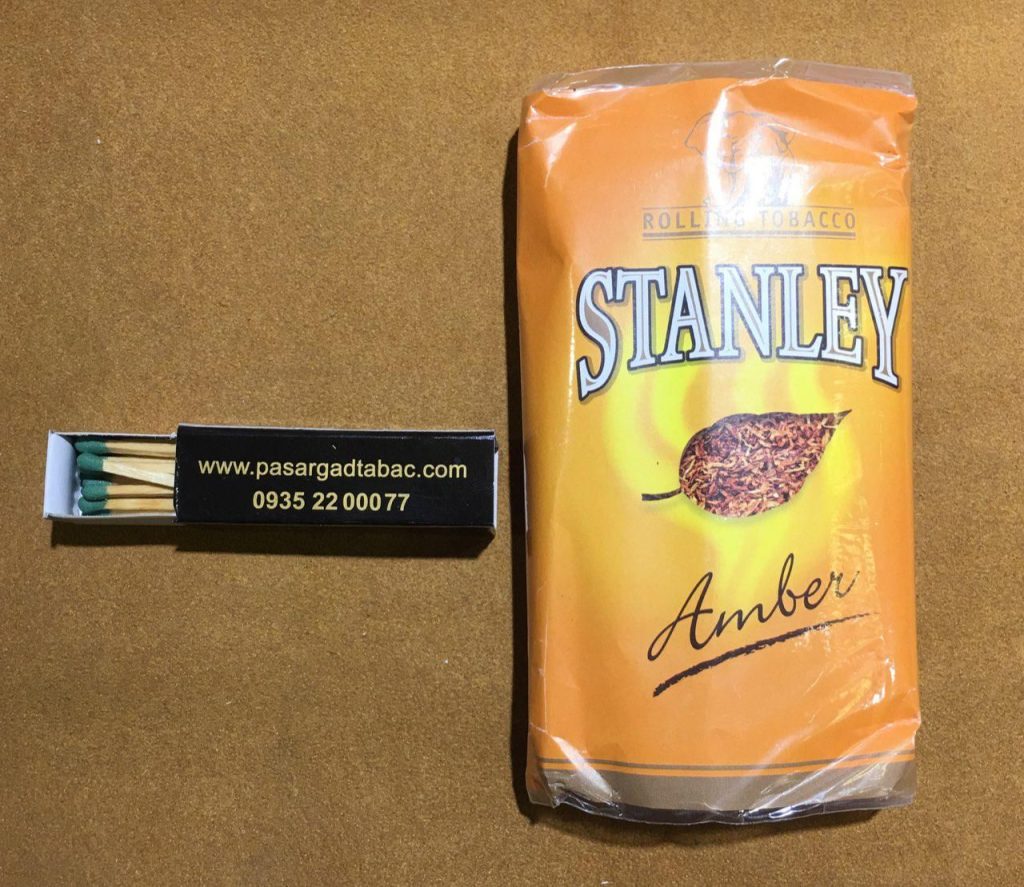 www.pasargadtabac.com
0935 22 00077
ROLLING TOBACCO
STANLEY
Amber